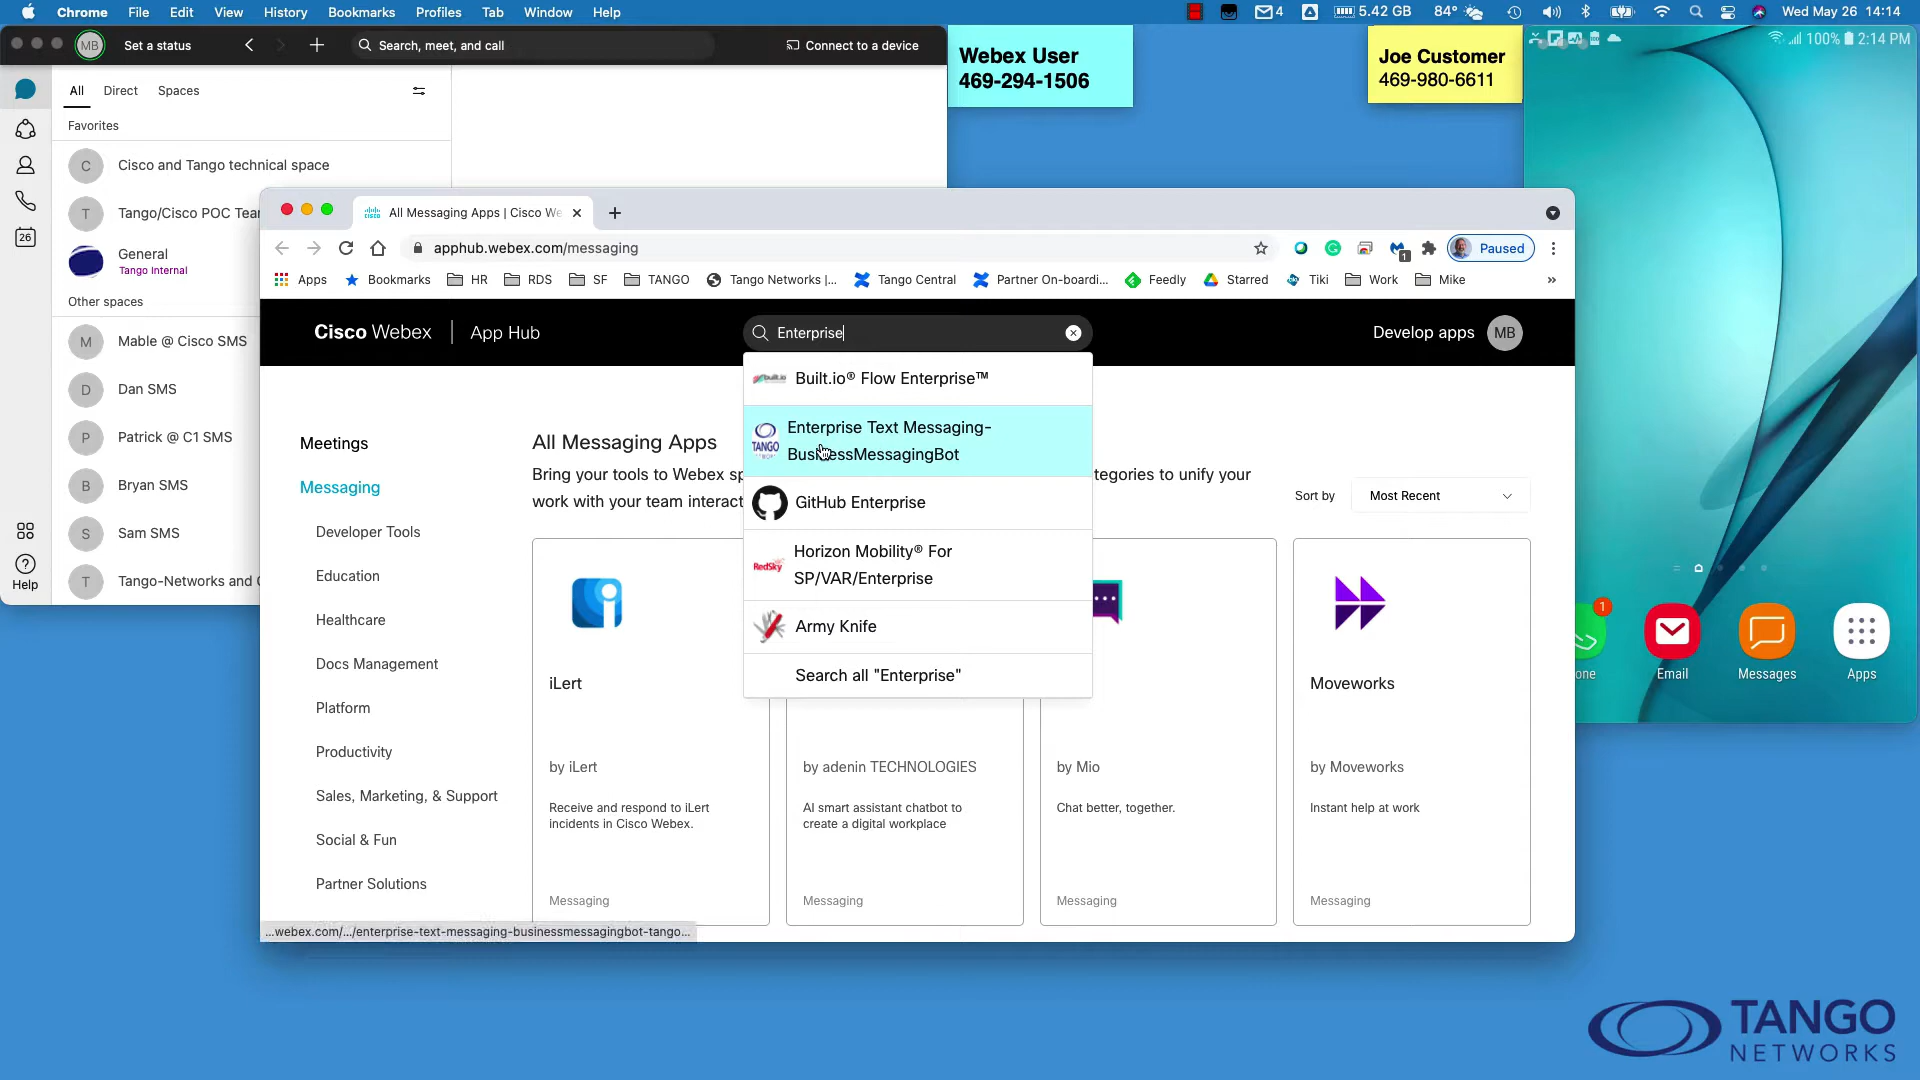 Chrome File Edit View History Bookmarks Profiles Tab Window Help
4 5.42 GB 84° Wed May 26 14:14
MB Set a status Search, meet, and call Connect to a device
All Direct Spaces
Favorites
C Cisco and Tango technical space
T Tango/Cisco POC Tea
General
Tango Internal
Other spaces
M Mable @ Cisco SMS
D Dan SMS
P Patrick @ C1 SMS
B Bryan SMS
S Sam SMS
T Tango-Networks and
26
Help
Webex User
469-294-1506
Joe Customer
469-980-6611
100% 2:14 PM
All Messaging Apps | Cisco We
apphub.webex.com/messaging
1 Paused
Apps Bookmarks HR RDS SF TANGO Tango Networks |... Tango Central Partner On-boardi... Feedly Starred Tiki Work Mike »
Cisco Webex App Hub
Enterprise
Develop apps MB
Built.io® Flow Enterprise™
Enterprise Text Messaging-
BusinessMessagingBot
GitHub Enterprise
Horizon Mobility® For
SP/VAR/Enterprise
Army Knife
Search all "Enterprise"
built.io
TANGO
RedSky
Meetings
Messaging
Developer Tools
Education
Healthcare
Docs Management
Platform
Productivity
Sales, Marketing, & Support
Social & Fun
Partner Solutions
All Messaging Apps
Bring your tools to Webex sp
tegories to unify your
work with your team interact
Sort by Most Recent
iLert
by iLert
Receive and respond to iLert
incidents in Cisco Webex.
Messaging
by adenin TECHNOLOGIES
AI smart assistant chatbot to
create a digital workplace
Messaging
by Mio
Chat better, together.
Messaging
Moveworks
by Moveworks
Instant help at work
Messaging
...webex.com/.../enterprise-text-messaging-businessmessagingbot-tango...
1
one Email Messages Apps
TANGO
NETWORKS